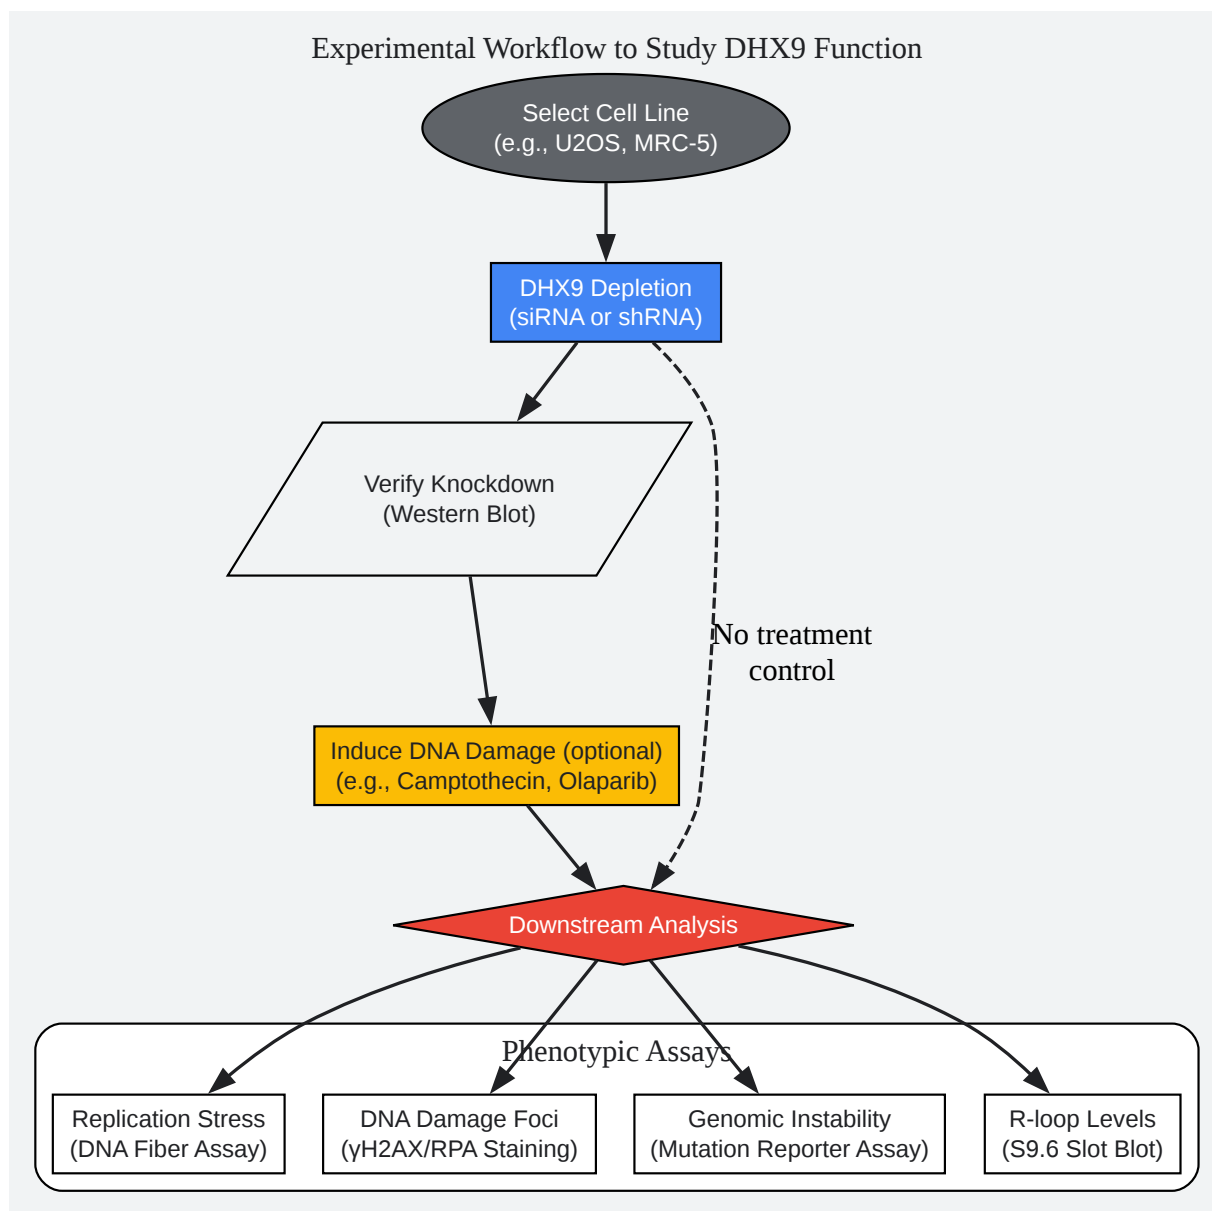 Experimental Workflow to Study DHX9 Function
Select Cell Line
(e.g., U2OS, MRC-5)
DHX9 Depletion
(siRNA or shRNA)
Verify Knockdown
(Western Blot)
No treatment
control
Induce DNA Damage (optional)
(e.g., Camptothecin, Olaparib)
Downstream Analysis
Phenotypic Assays
Replication Stress
(DNA Fiber Assay)
DNA Damage Foci
(γH2AX/RPA Staining)
Genomic Instability
(Mutation Reporter Assay)
R-loop Levels
(S9.6 Slot Blot)